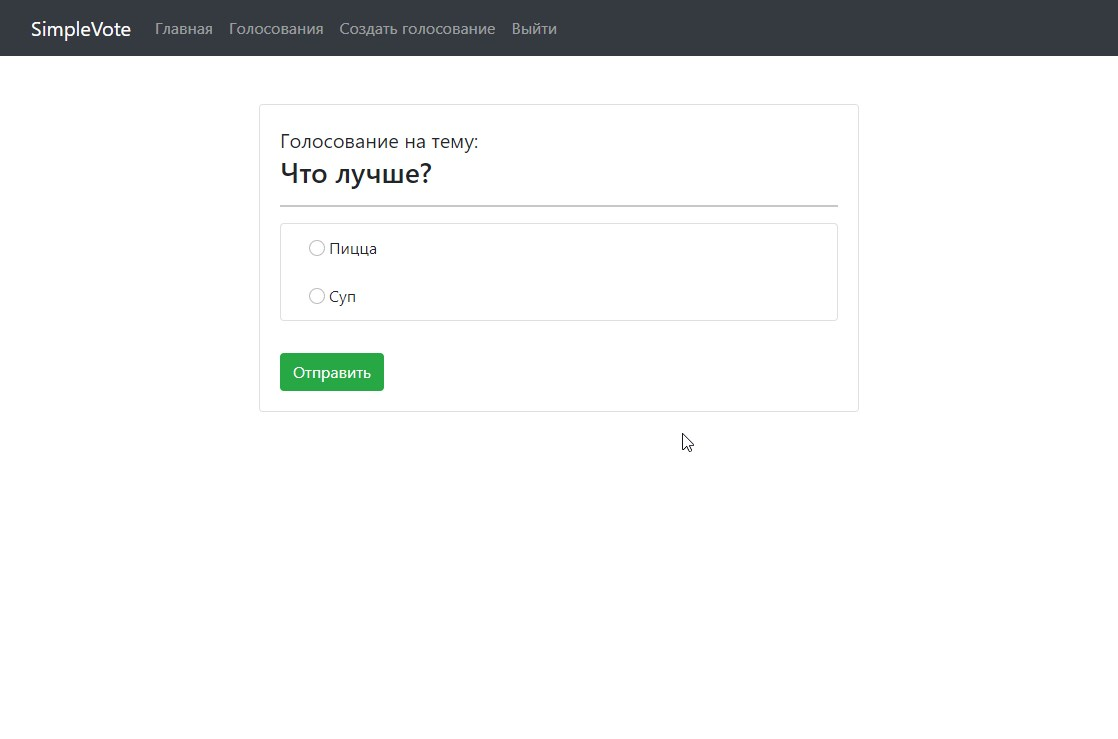 SimpleVote Главная Голосования Создать голосование Выйти
Голосование на тему:
Что лучше?
Пицца
Суп
Отправить